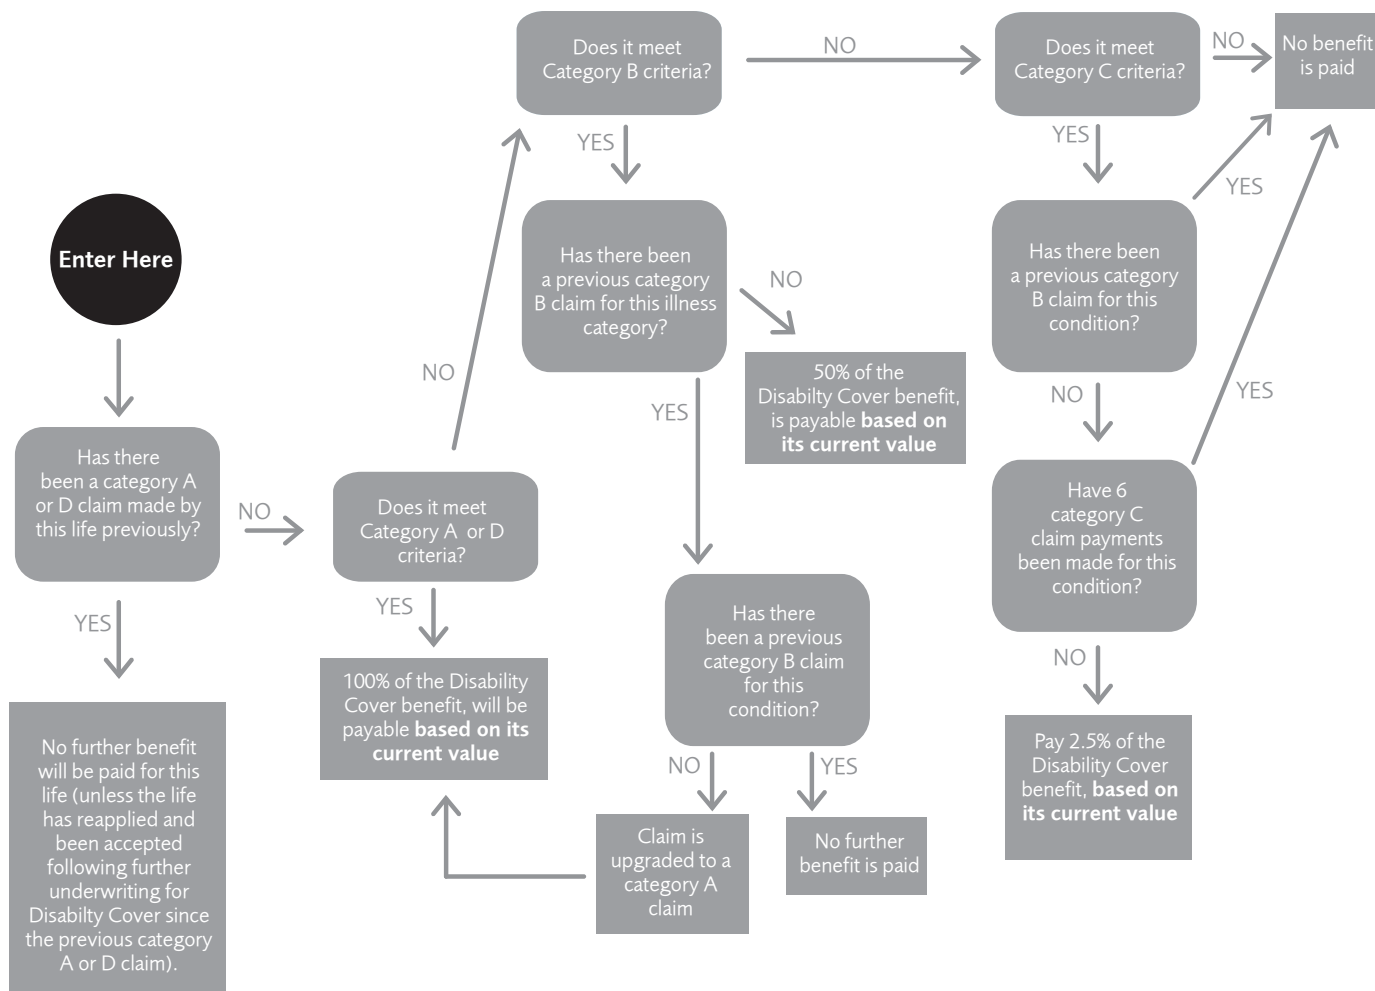 Enter Here
Has there
been a category A
or D claim made by
this life previously?
YES
No further benefit
will be paid for this
life (unless the life
has reapplied and
been accepted
following further
underwriting for
Disabilty Cover since
the previous category
A or D claim).
NO
Does it meet
Category A or D
criteria?
YES
100% of the Disability
Cover benefit, will be
payable based on its
current value
NO
Does it meet
Category B criteria?
YES
Has there been
a previous category
B claim for this illness
category?
NO
50% of the
Disabilty Cover benefit,
is payable based on
its current value
YES
Has there
been a previous
category B claim
for this
condition?
NO
Claim is
upgraded to a
category A
claim
YES
No further
benefit is paid
NO
Does it meet
Category C criteria?
NO
No benefit
is paid
YES
Has there been
a previous category
B claim for this
condition?
YES
NO
Have 6
category C
claim payments
been made for this
condition?
YES
NO
Pay 2.5% of the
Disability Cover
benefit, based on
its current value